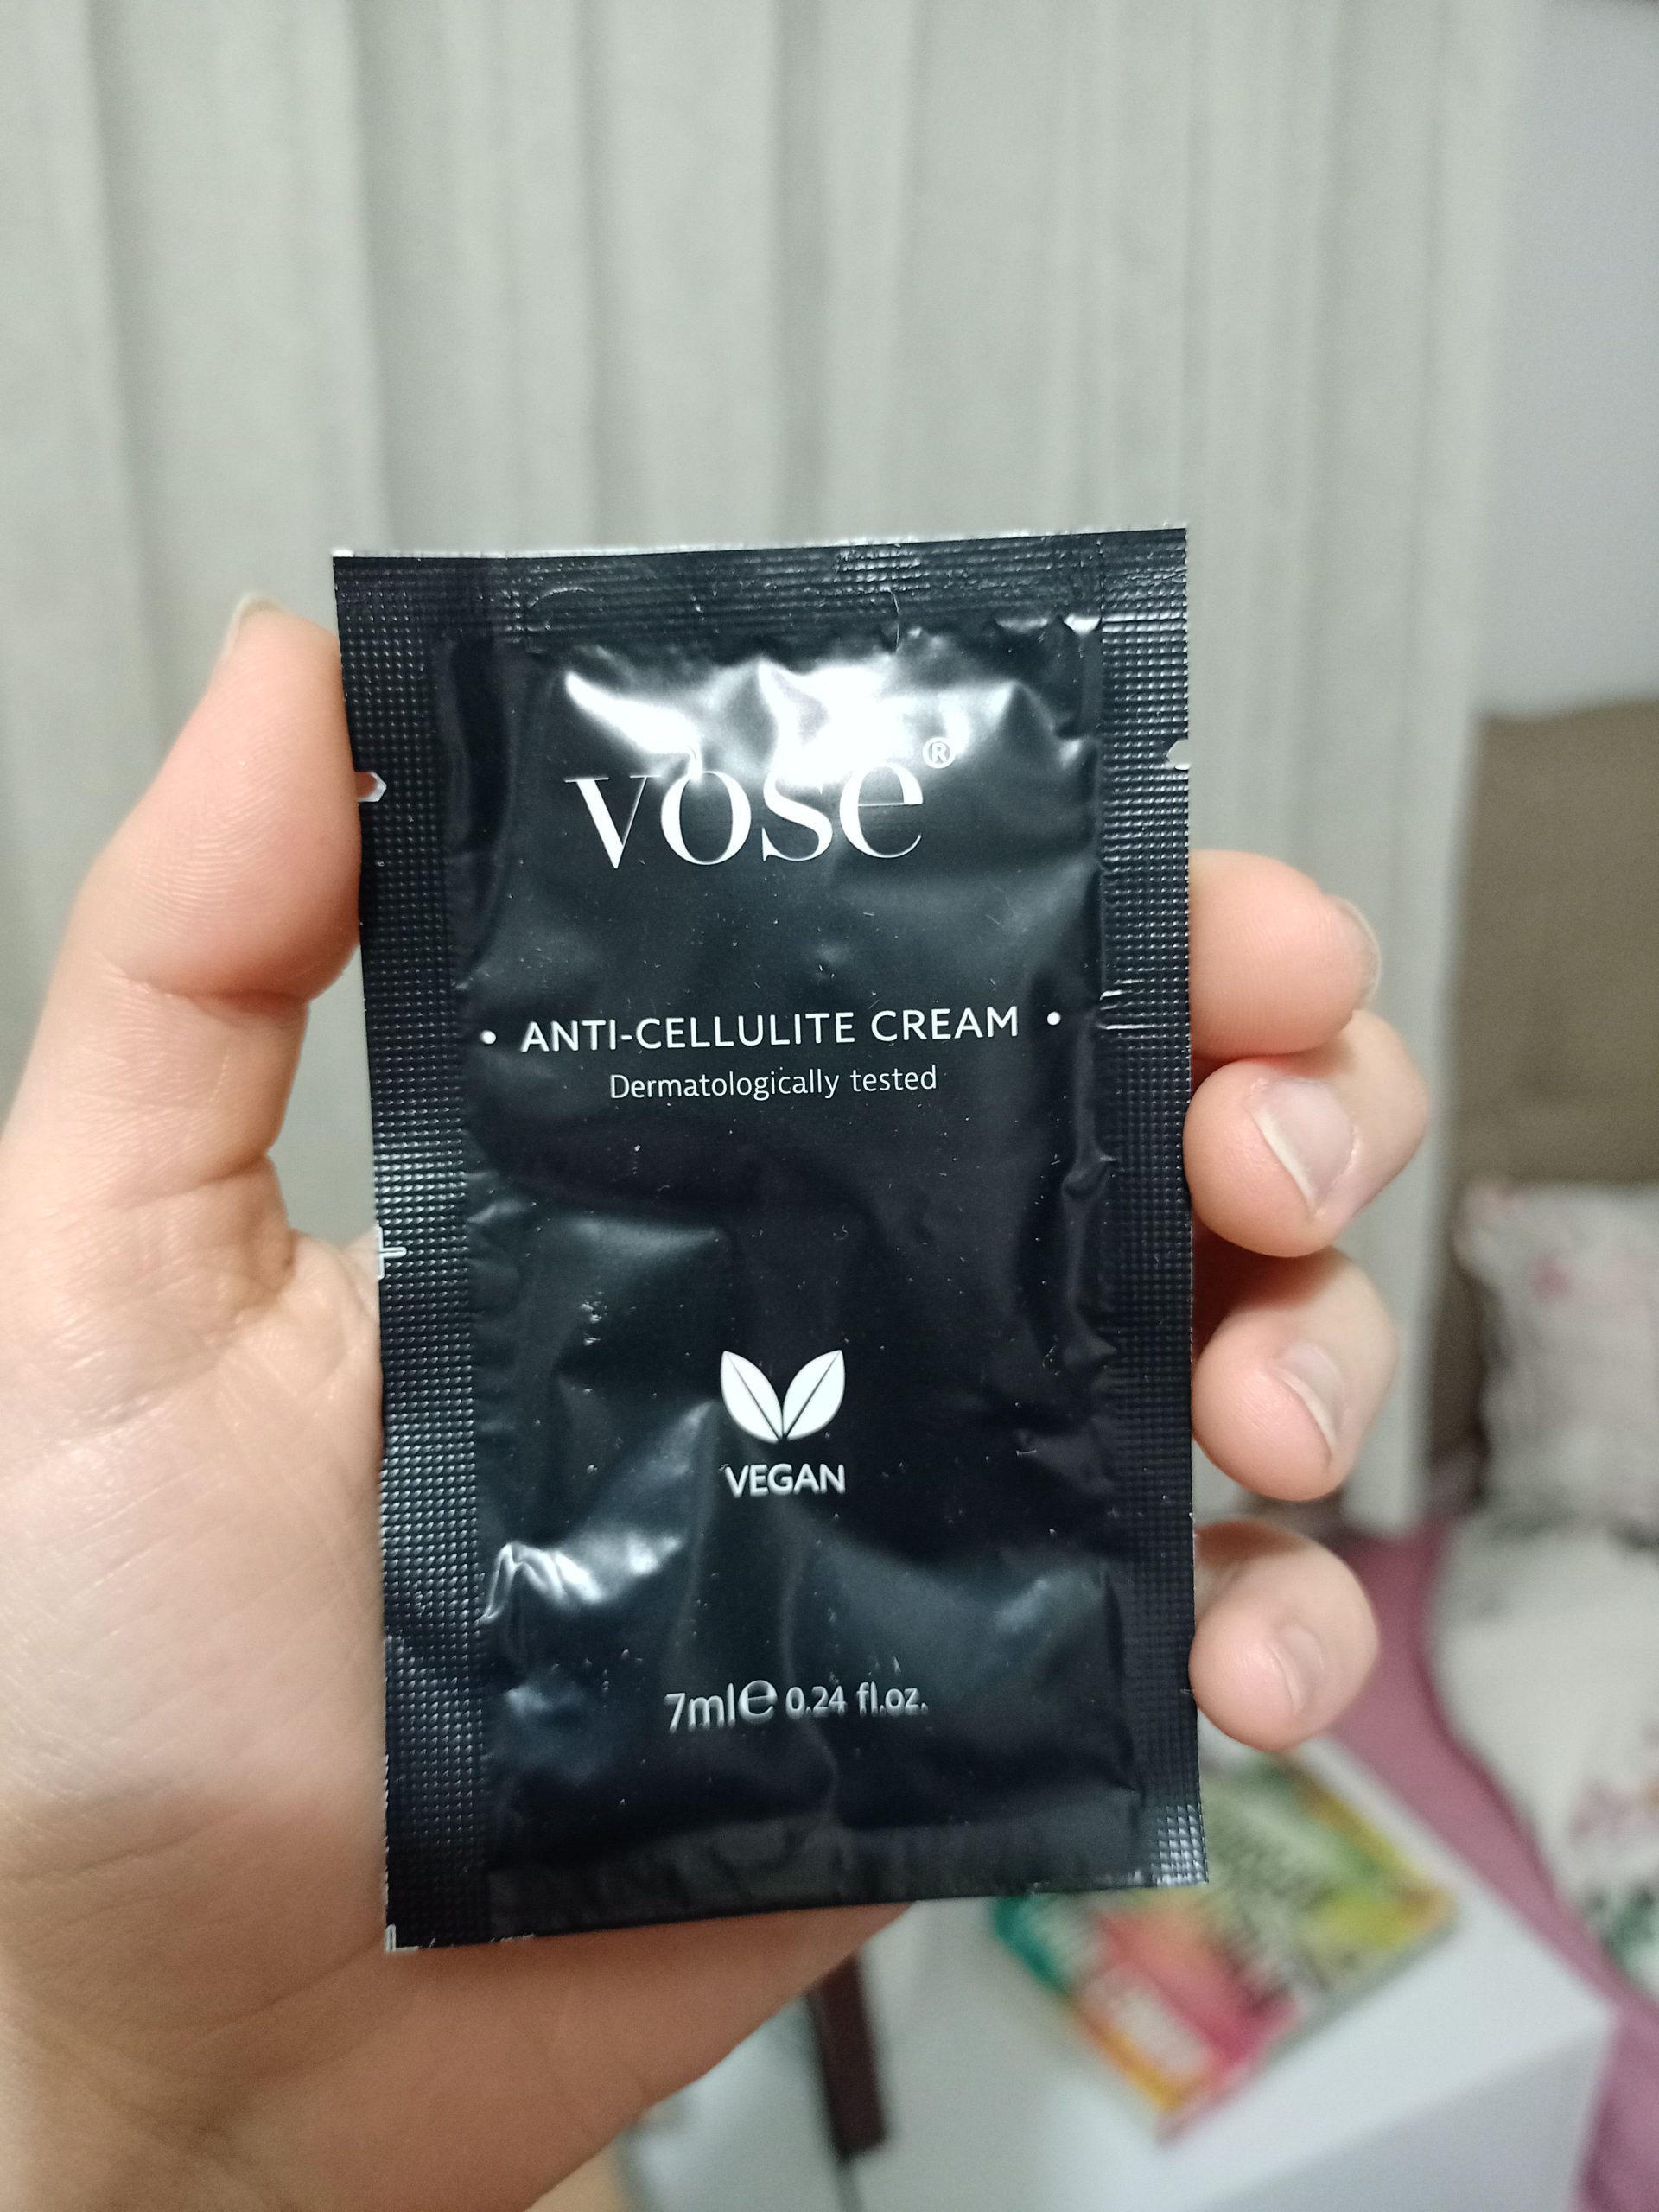 vose®
• ANTI-CELLULITE CREAM •
Dermatologically tested
VEGAN
7ml℮ 0.24 fl.oz.